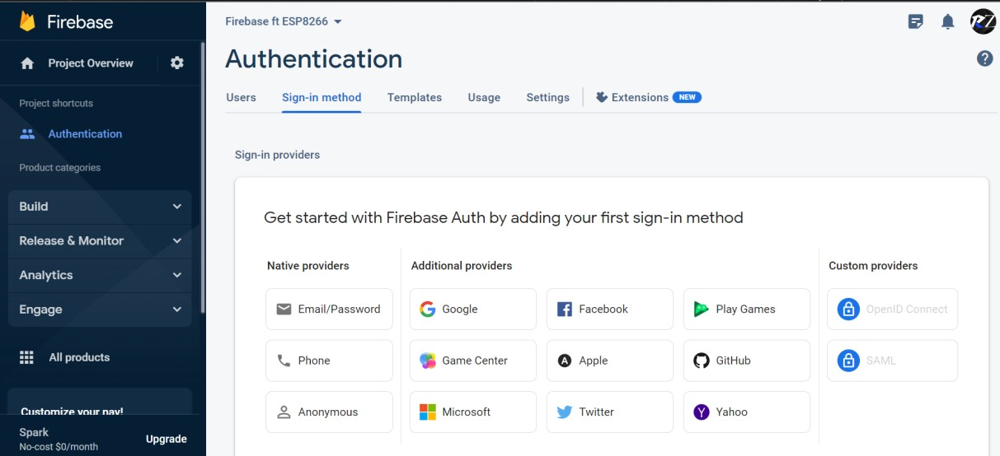 Firebase
Project Overview
Project shortcuts
Authentication
Product categories
Build
Release & Monitor
Analytics
Engage
All products
Customize your nav!
Spark
No-cost $0/month
Upgrade
Firebase ft ESP8266
RZ
Authentication
Users Sign-in method Templates Usage Settings Extensions NEW
Sign-in providers
Get started with Firebase Auth by adding your first sign-in method
Native providers Additional providers Custom providers
Email/Password Google Facebook Play Games OpenID Connect
Phone Game Center Apple GitHub SAML
Anonymous Microsoft Twitter Yahoo